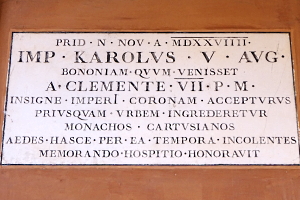 PRID · N · NOV · A · MDXXVIIII ·
IMP · KAROLVS · V · AVG ·
BONONIAM · QVVM · VENISSET
A · CLEMENTE · VII · P · M ·
INSIGNE · IMPERI · CORONAM · ACCEPTVRVS
PRIVSQVAM · VRBEM · INGREDERETVR
MONACHOS · CARTVSIANOS
AEDES · HASCE · PER · EA · TEMPORA · INCOLENTES
MEMORANDO · HOSPITIO · HONORAVIT